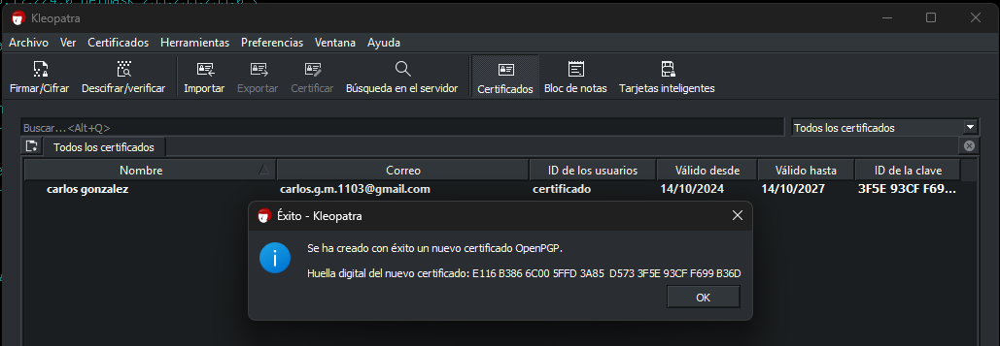 Kleopatra
Archivo Ver Certificados Herramientas Preferencias Ventana Ayuda
Firmar/Cifrar Descifrar/verificar Importar Exportar Certificar Búsqueda en el servidor Certificados Bloc de notas Tarjetas inteligentes
Buscar...<Alt+Q> Todos los certificados
Todos los certificados
Nombre Correo ID de los usuarios Válido desde Válido hasta ID de la clave
carlos gonzalez carlos.g.m.1103@gmail.com certificado 14/10/2024 14/10/2027 3F5E 93CF F69...
Éxito - Kleopatra
Se ha creado con éxito un nuevo certificado OpenPGP.
Huella digital del nuevo certificado: E116 B386 6C00 5FFD 3A85 D573 3F5E 93CF F699 B36D
OK